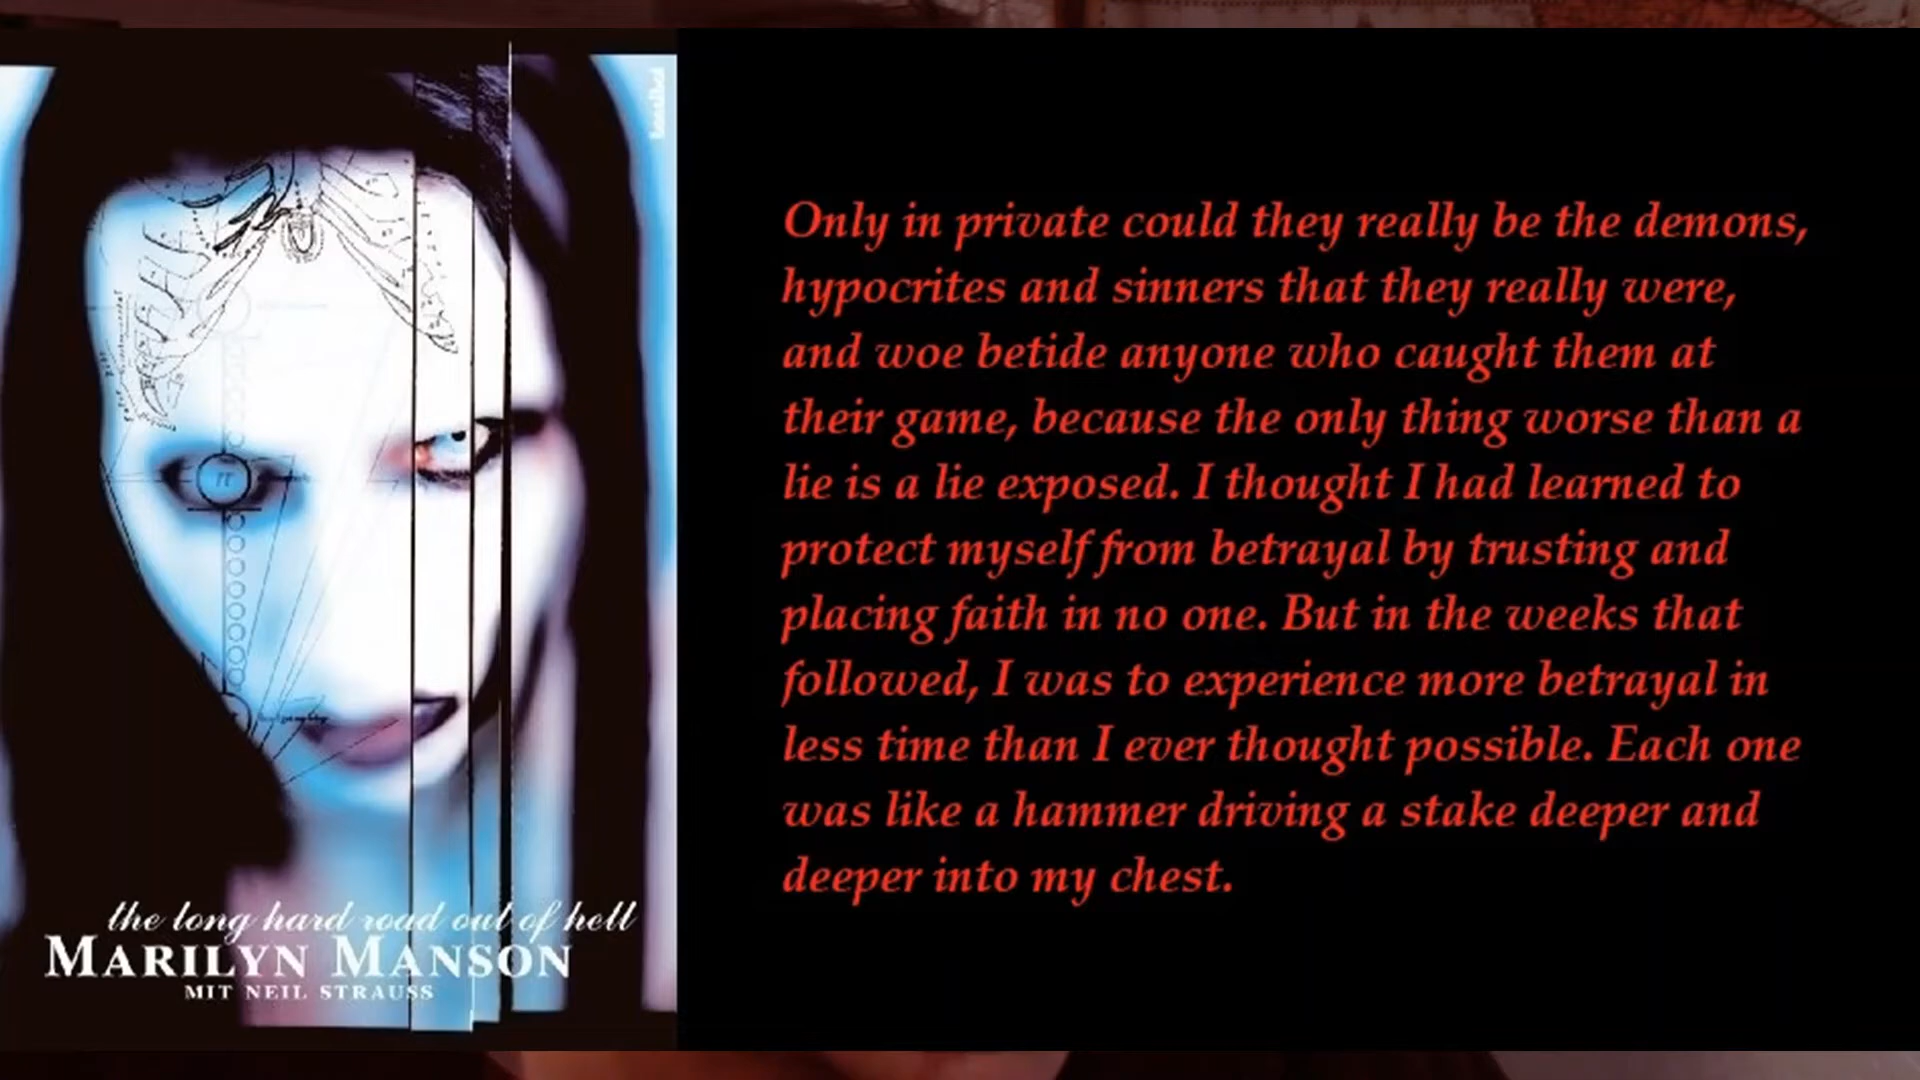 the long hard road out of hell
MARILYN MANSON
MIT NEIL STRAUSS
Only in private could they really be the demons,
hypocrites and sinners that they really were,
and woe betide anyone who caught them at
their game, because the only thing worse than a
lie is a lie exposed. I thought I had learned to
protect myself from betrayal by trusting and
placing faith in no one. But in the weeks that
followed, I was to experience more betrayal in
less time than I ever thought possible. Each one
was like a hammer driving a stake deeper and
deeper into my chest.